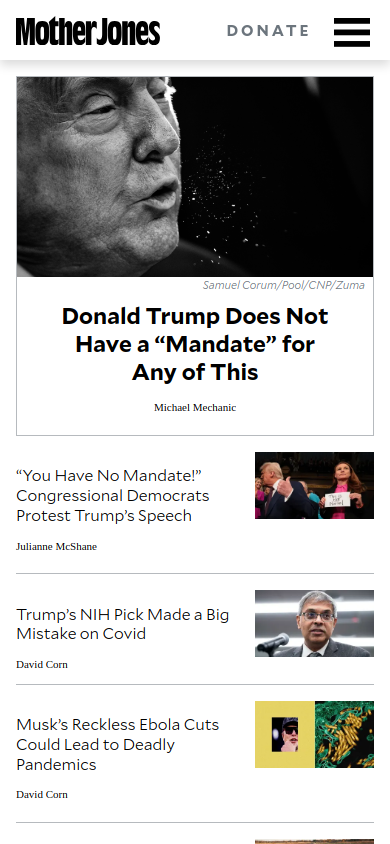 Mother Jones
DONATE
Samuel Corum/Pool/CNP/Zuma
Donald Trump Does Not
Have a “Mandate” for
Any of This
Michael Mechanic
“You Have No Mandate!”
Congressional Democrats
Protest Trump’s Speech
Julianne McShane
Trump’s NIH Pick Made a Big
Mistake on Covid
David Corn
Musk’s Reckless Ebola Cuts
Could Lead to Deadly
Pandemics
David Corn